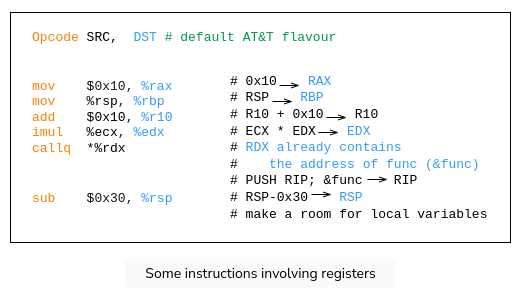 Opcode SRC,  DST # default AT&T flavour
mov    $0x10, %rax       # 0x10 → RAX
mov    %rsp, %rbp        # RSP → RBP
add    $0x10, %r10       # R10 + 0x10 → R10
imul   %ecx, %edx        # ECX * EDX → EDX
callq  *%rdx             # RDX already contains
#    the address of func (&func)
# PUSH RIP; &func → RIP
sub    $0x30, %rsp       # RSP-0x30 → RSP
# make a room for local variables
Some instructions involving registers